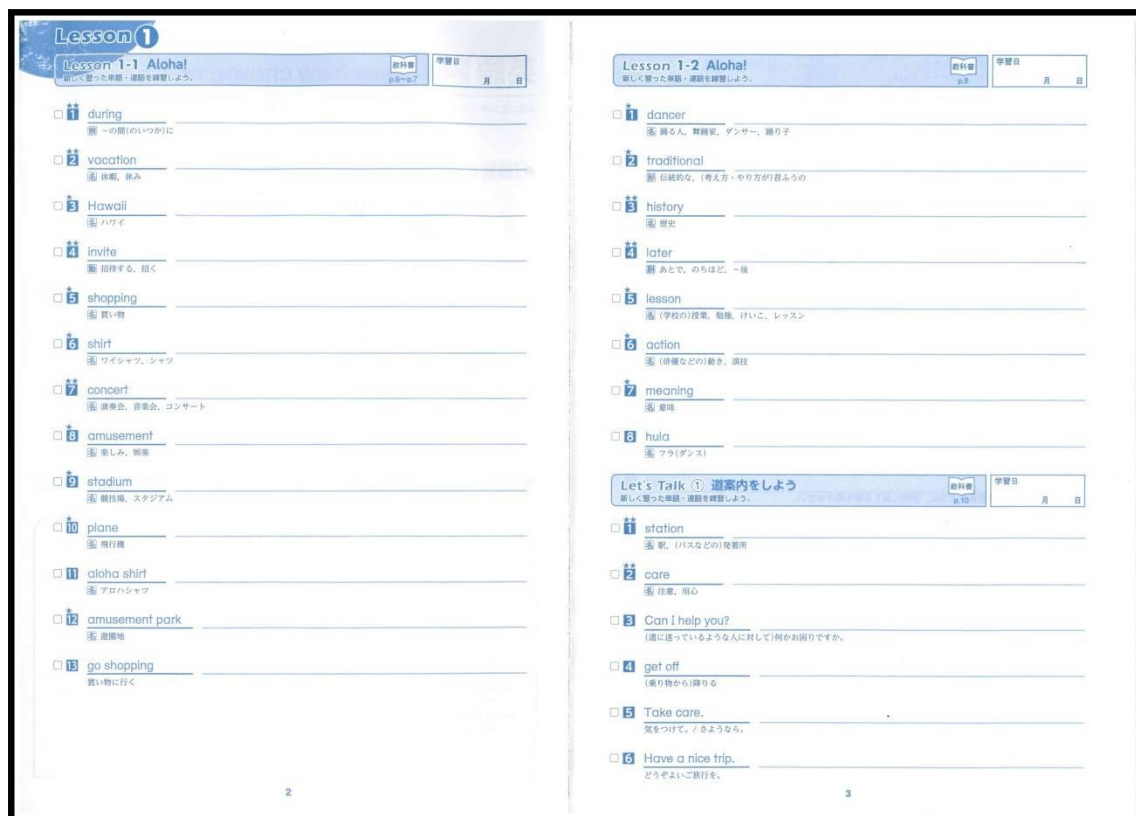 Lesson 1
Lesson 1-1 Aloha!
新しく習った単語・連語を練習しよう。
教科書
p.6~p.7
学習日
月 日
1 during
前 ~の間(のいつか)に
2 vacation
名 休暇, 休み
3 Hawaii
名 ハワイ
4 invite
動 招待する, 招く
5 shopping
名 買い物
6 shirt
名 ワイシャツ, シャツ
7 concert
名 演奏会, 音楽会, コンサート
8 amusement
名 楽しみ, 娯楽
9 stadium
名 競技場, スタジアム
10 plane
名 飛行機
11 aloha shirt
名 アロハシャツ
12 amusement park
名 遊園地
13 go shopping
買い物に行く
2
Lesson 1-2 Aloha!
新しく習った単語・連語を練習しよう。
教科書
p.8
学習日
月 日
1 dancer
名 踊る人, 舞踊家, ダンサー, 踊り子
2 traditional
形 伝統的な, (考え方・やり方が)昔ふうの
3 history
名 歴史
4 later
副 あとで, のちほど, ~後
5 lesson
名 (学校の)授業, 勉強, けいこ, レッスン
6 action
名 (俳優などの)動き, 演技
7 meaning
名 意味
8 hula
名 フラ(ダンス)
Let's Talk ① 道案内をしよう
新しく習った単語・連語を練習しよう。
教科書
p.10
学習日
月 日
1 station
名 駅, (バスなどの)発着所
2 care
名 注意, 用心
3 Can I help you?
(道に迷っているような人に対して)何かお困りですか。
4 get off
(乗り物から)降りる
5 Take care.
気をつけて。/ さようなら。
6 Have a nice trip.
どうぞよいご旅行を。
3